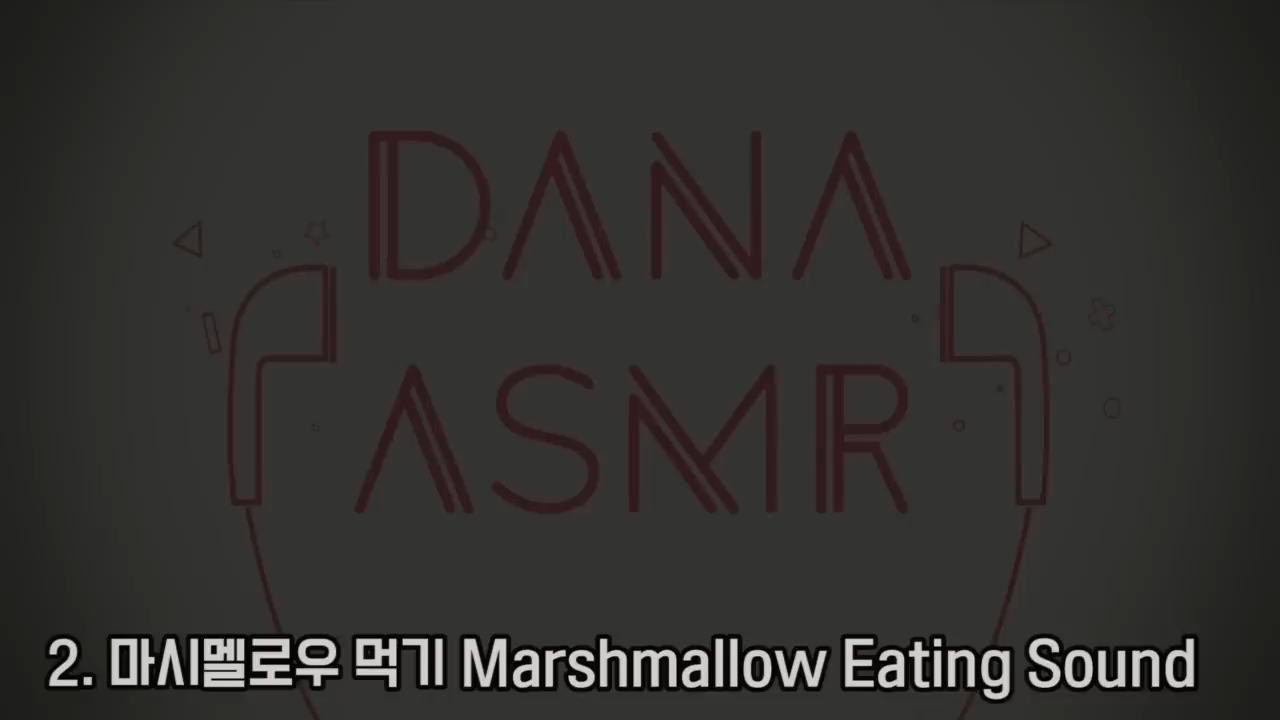 DANA
ASMR
2. 마시멜로우 먹기 Marshmallow Eating Sound